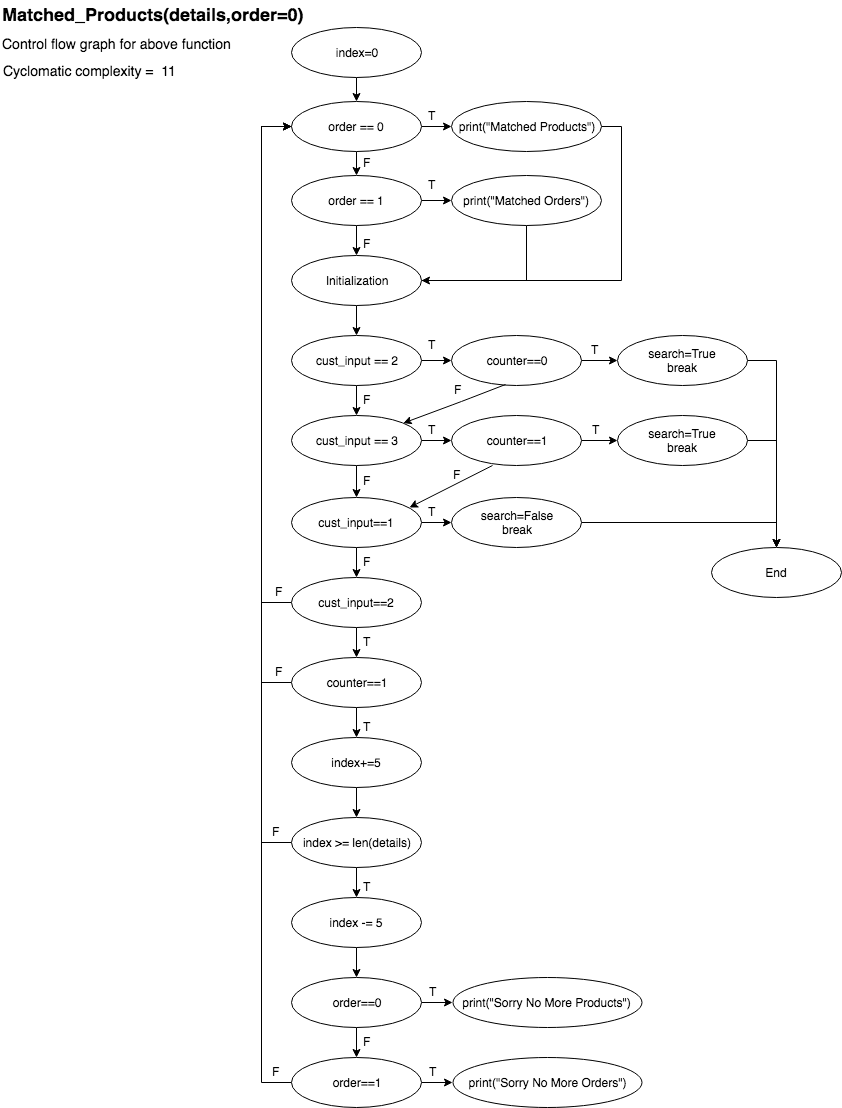 Matched_Products(details,order=0)
Control flow graph for above function
Cyclomatic complexity = 11
index=0
order == 0
T
print("Matched Products")
F
order == 1
T
print("Matched Orders")
F
Initialization
cust_input == 2
T
counter==0
T
search=True
break
F
F
cust_input == 3
T
counter==1
T
search=True
break
F
F
cust_input==1
T
search=False
break
F
End
F
cust_input==2
T
F
counter==1
T
index+=5
F
index >= len(details)
T
index -= 5
order==0
T
print("Sorry No More Products")
F
F
order==1
T
print("Sorry No More Orders")